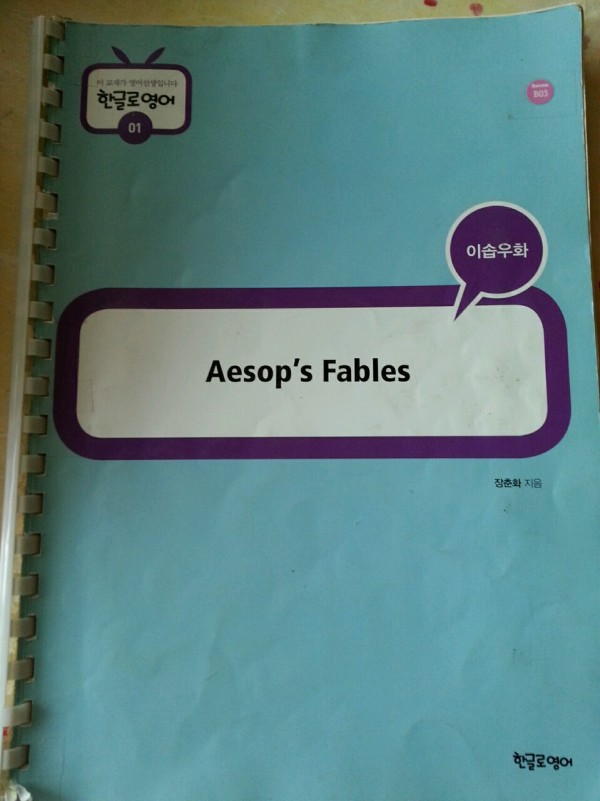 이 교재가 영어선생입니다
한글로영어
01
B03
이솝우화
Aesop's Fables
장춘화 지음
한글로영어